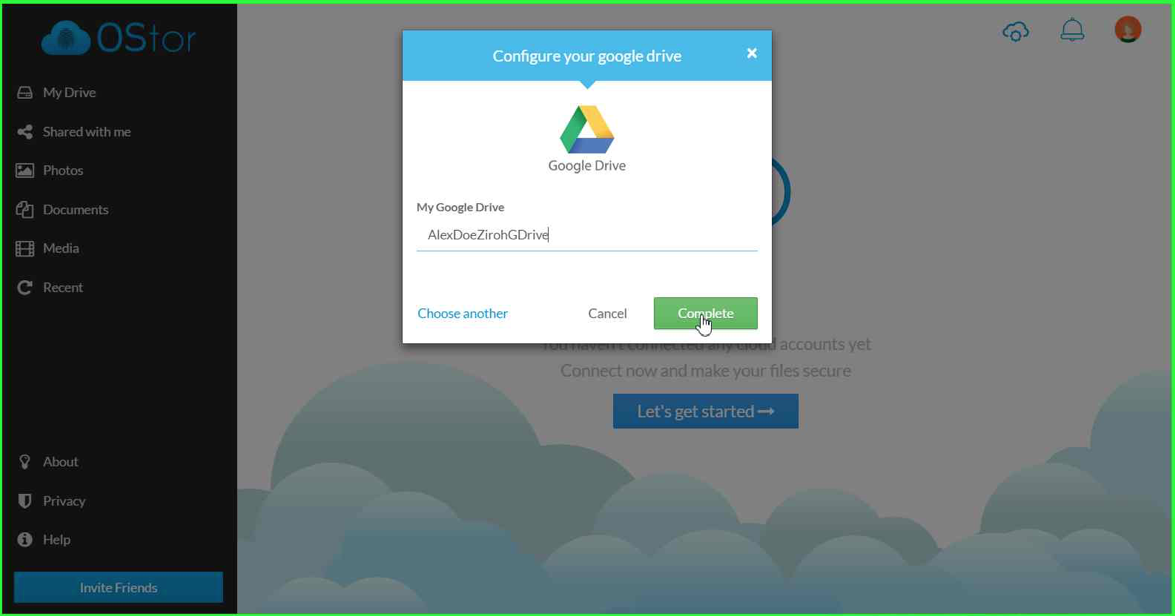 OStor
My Drive
Shared with me
Photos
Documents
Media
Recent
About
Privacy
Help
Invite Friends
Configure your google drive
×
Google Drive
My Google Drive
AlexDoeZirohGDrive
Choose another
Cancel
Complete
You haven't connected any cloud accounts yet
Connect now and make your files secure
Let's get started →